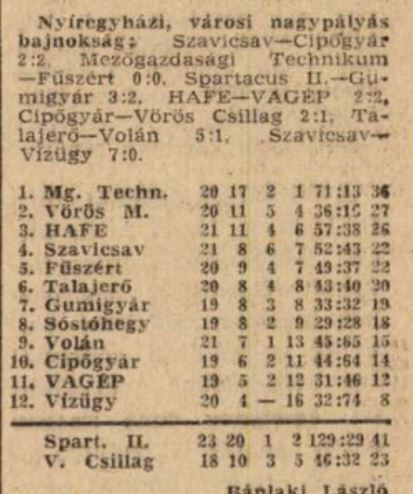 Nyíregyházi, városi nagypályás
bajnokság: Szavicsav—Cipőgyár
2:2, Mezőgazdasági Technikum
—Fűszért 0:0. Spartacus II.—Gu-
migyár 3:2, HAFE—VAGÉP 2:2,
Cipőgyár—Vörös Csillag 2:1, Ta-
lajerő—Volán 5:1, Szavicsav—
Vízügy 7:0.
1. Mg. Techn. 20 17 2 1 71:13 36
2. Vörös M. 20 11 5 4 36:16 27
3. HAFE 21 11 4 6 57:38 26
4. Szavicsav 21 8 6 7 52:43 22
5. Fűszért 20 9 4 7 49:37 22
6. Talajerő 20 8 4 8 43:40 20
7. Gumigyár 19 8 3 8 33:32 19
8. Sóstóhegy 19 8 2 9 29:28 18
9. Volán 21 7 1 13 45:65 15
10. Cipőgyár 19 6 2 11 44:64 14
11. VAGÉP 19 5 2 12 31:46 12
12. Vízügy 20 4 — 16 32:74 8
Spart. II. 23 20 1 2 129:29 41
V. Csillag 18 10 3 5 46:32 23
Bánlaki László